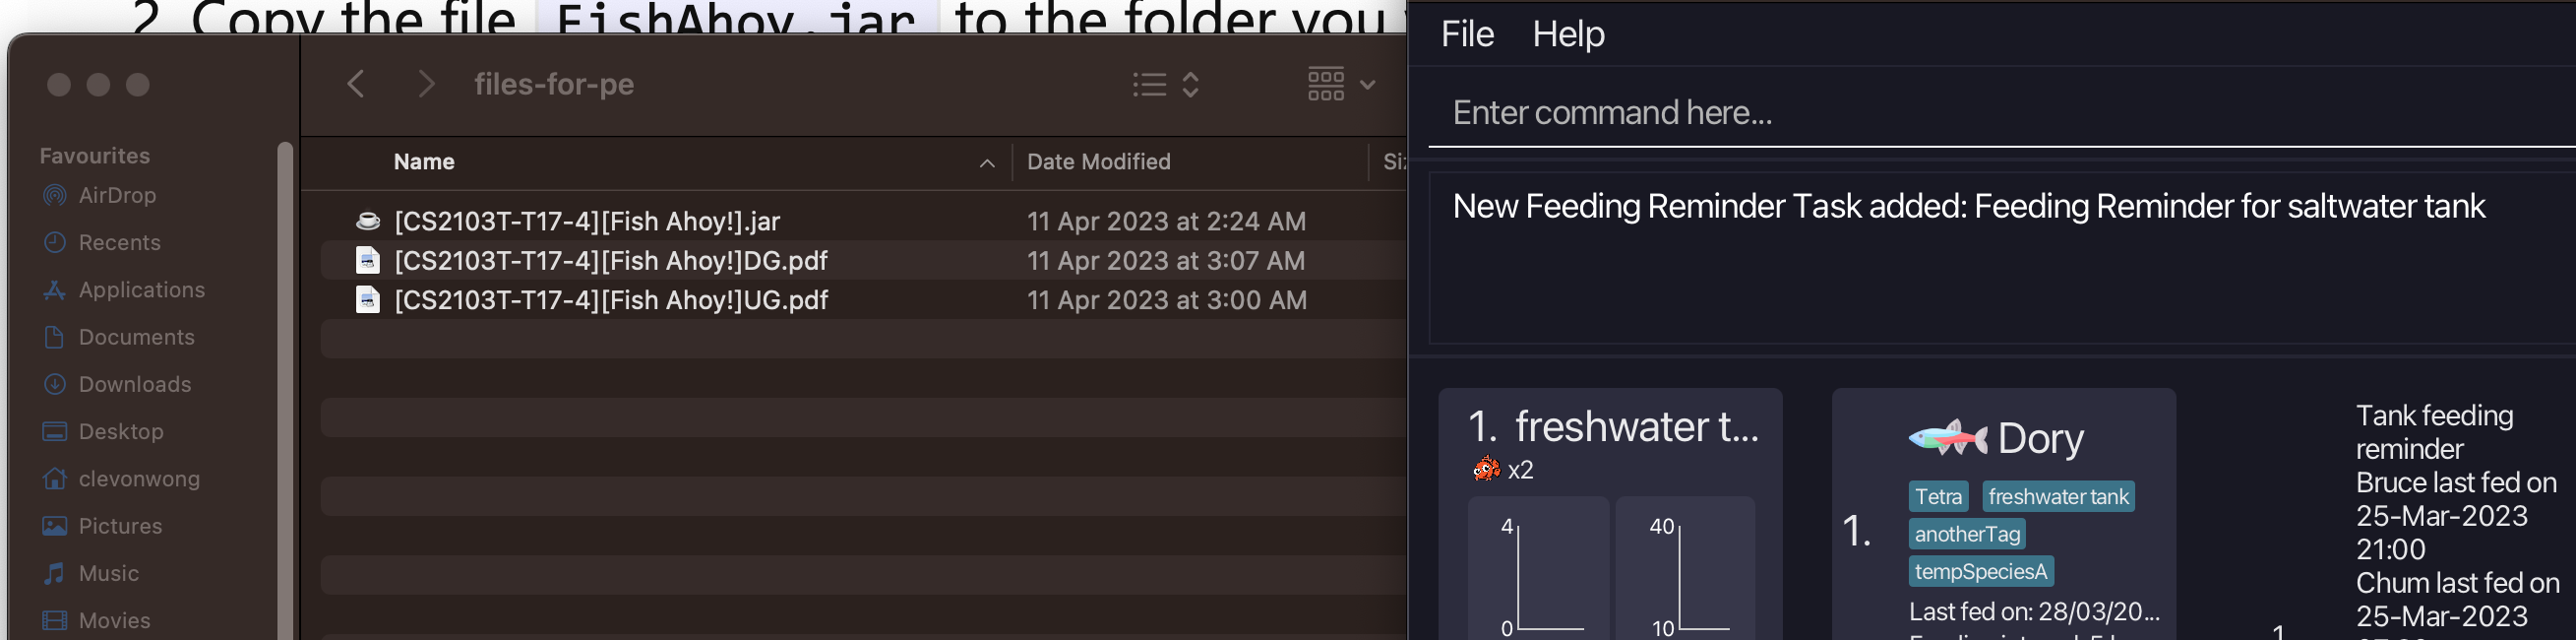 2. Copy the file FishAhoy.jar to the folder you
files-for-pe
Favourites
AirDrop
Recents
Applications
Documents
Downloads
Desktop
clevonwong
Pictures
Music
Movies
Name Date Modified
[CS2103T-T17-4][Fish Ahoy!].jar 11 Apr 2023 at 2:24 AM
[CS2103T-T17-4][Fish Ahoy!]DG.pdf 11 Apr 2023 at 3:07 AM
[CS2103T-T17-4][Fish Ahoy!]UG.pdf 11 Apr 2023 at 3:00 AM
File Help
Enter command here...
New Feeding Reminder Task added: Feeding Reminder for saltwater tank
1. freshwater t...
x2
4
0
40
10
1.
Dory
Tetra freshwater tank
anotherTag
tempSpeciesA
Last fed on: 28/03/20...
Tank feeding
reminder
Bruce last fed on
25-Mar-2023
21:00
Chum last fed on
25-Mar-2023